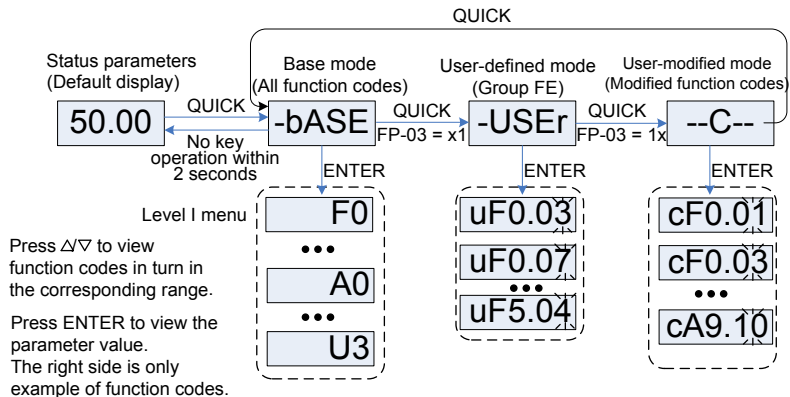 QUICK
Status parameters
(Default display)
Base mode
(All function codes)
User-defined mode
(Group FE)
User-modified mode
(Modified function codes)
50.00
QUICK
No key
operation within
2 seconds
-bASE
QUICK
FP-03 = x1
-USEr
QUICK
FP-03 = 1x
--C--
ENTER
ENTER
ENTER
Level I menu
F0
•••
A0
•••
U3
uF0.03
uF0.07
•••
uF5.04
cF0.01
cF0.03
•••
cA9.10
Press △/▽ to view
function codes in turn in
the corresponding range.
Press ENTER to view the
parameter value.
The right side is only
example of function codes.